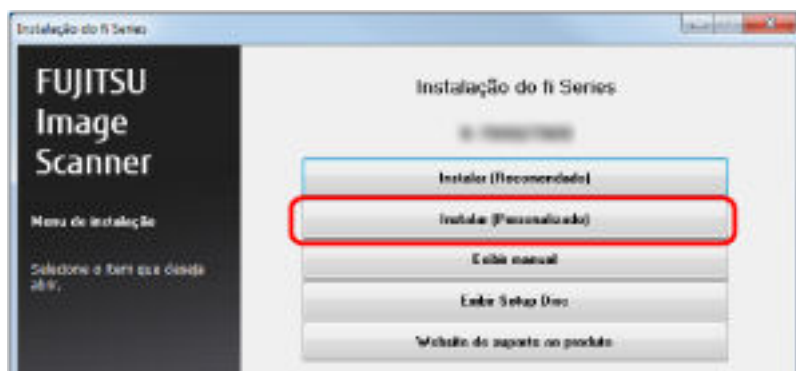 Instalação do fi Series
FUJITSU
Image
Scanner
Menu de instalação
Selecione o item que deseja
abrir.
Instalação do fi Series
Instalar (Recomendado)
Instalar (Personalizado)
Exibir manual
Exibir Setup Disc
Website de suporte ao produto